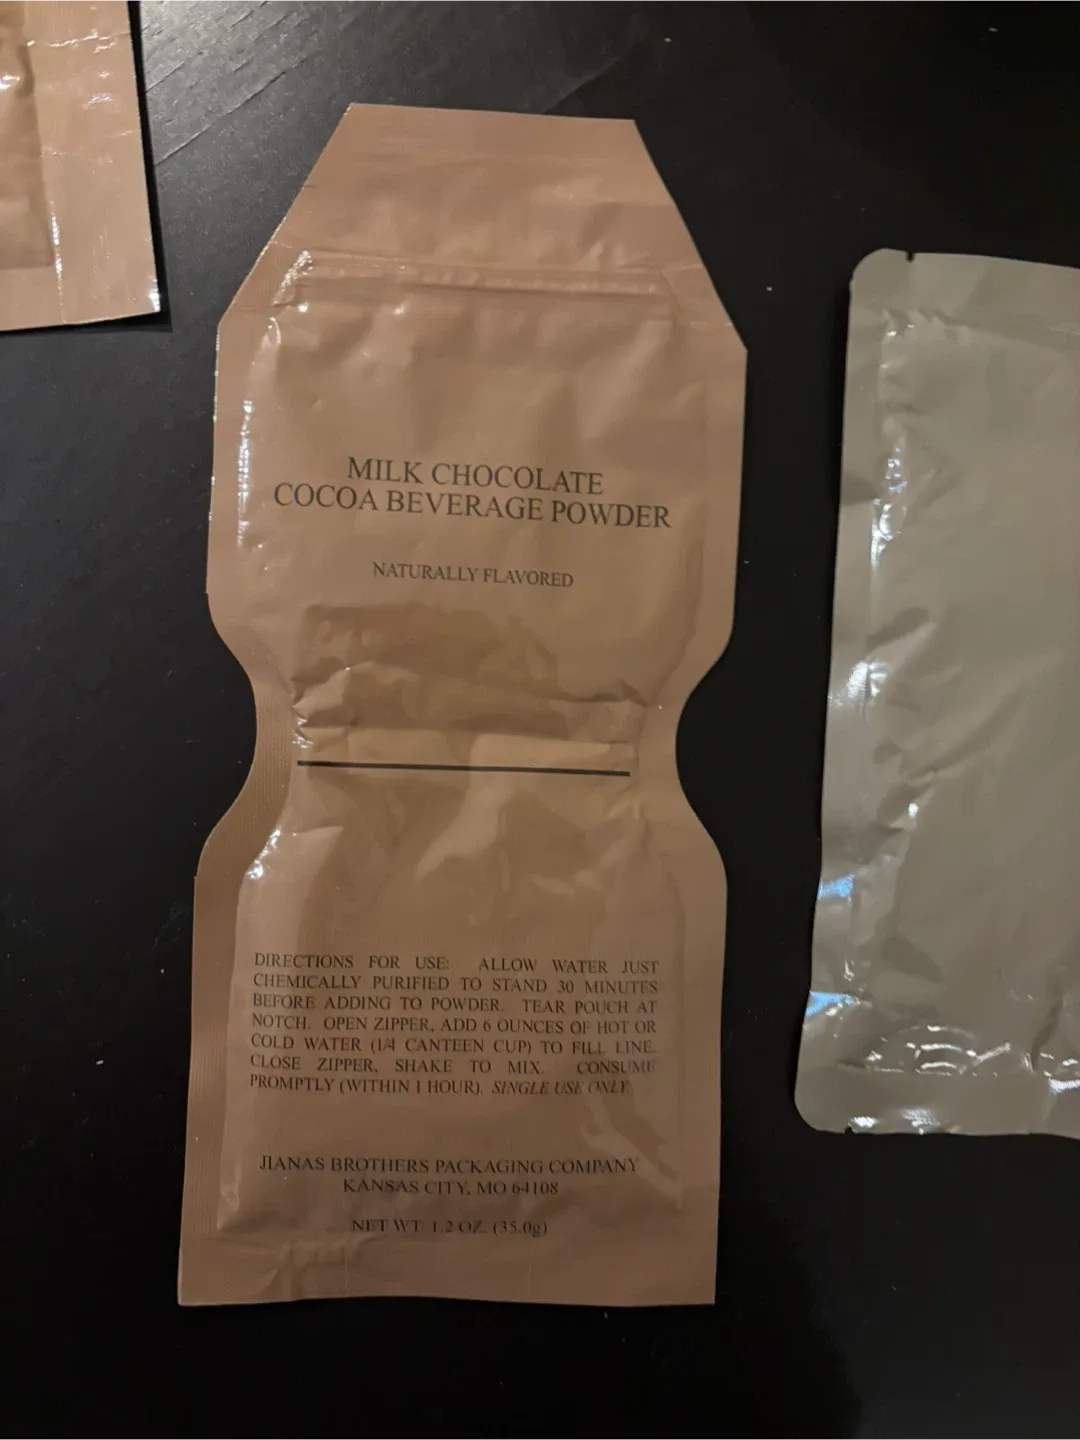 MILK CHOCOLATE
COCOA BEVERAGE POWDER
NATURALLY FLAVORED
DIRECTIONS FOR USE: ALLOW WATER JUST
CHEMICALLY PURIFIED TO STAND 30 MINUTES
BEFORE ADDING TO POWDER. TEAR POUCH AT
NOTCH. OPEN ZIPPER, ADD 6 OUNCES OF HOT OR
COLD WATER (1/4 CANTEEN CUP) TO FILL LINE.
CLOSE ZIPPER, SHAKE TO MIX. CONSUME
PROMPTLY (WITHIN 1 HOUR). SINGLE USE ONLY.
JIANAS BROTHERS PACKAGING COMPANY
KANSAS CITY, MO 64108
NET WT. 1.2 OZ. (35.0g)